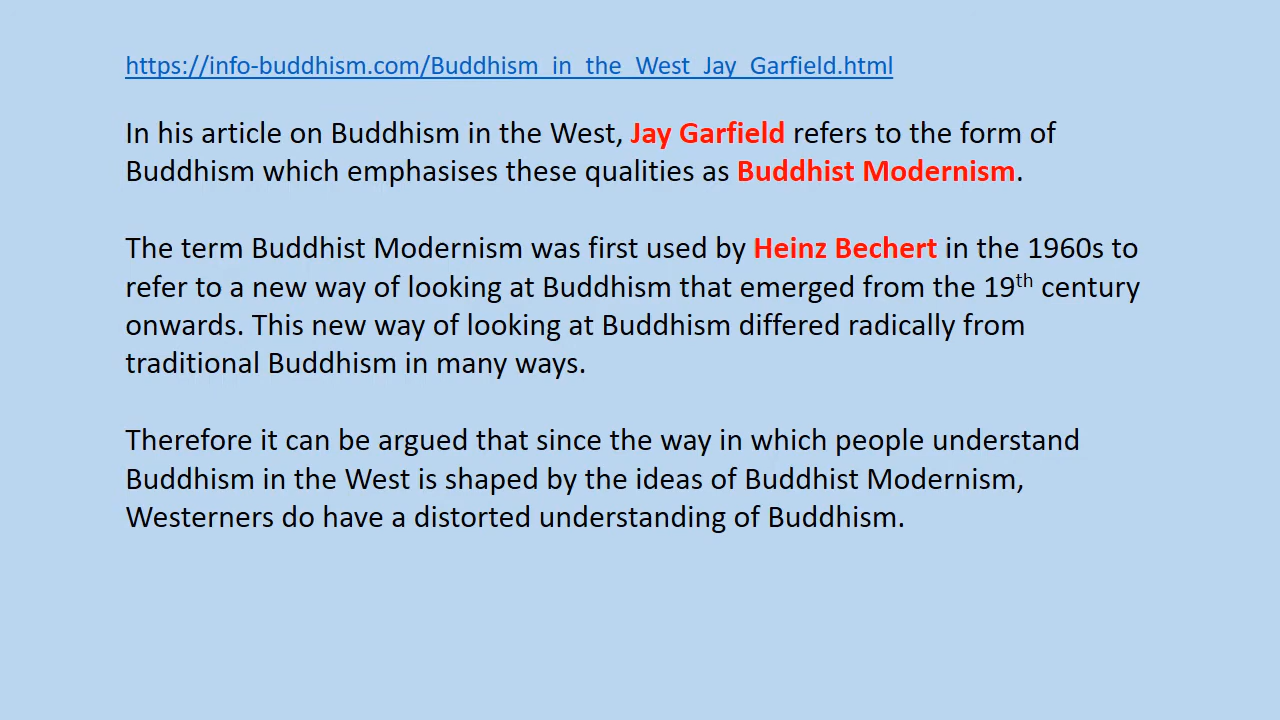 https://info-buddhism.com/Buddhism_in_the_West_Jay_Garfield.html
In his article on Buddhism in the West, Jay Garfield refers to the form of
Buddhism which emphasises these qualities as Buddhist Modernism.
The term Buddhist Modernism was first used by Heinz Bechert in the 1960s to
refer to a new way of looking at Buddhism that emerged from the 19th century
onwards. This new way of looking at Buddhism differed radically from
traditional Buddhism in many ways.
Therefore it can be argued that since the way in which people understand
Buddhism in the West is shaped by the ideas of Buddhist Modernism,
Westerners do have a distorted understanding of Buddhism.